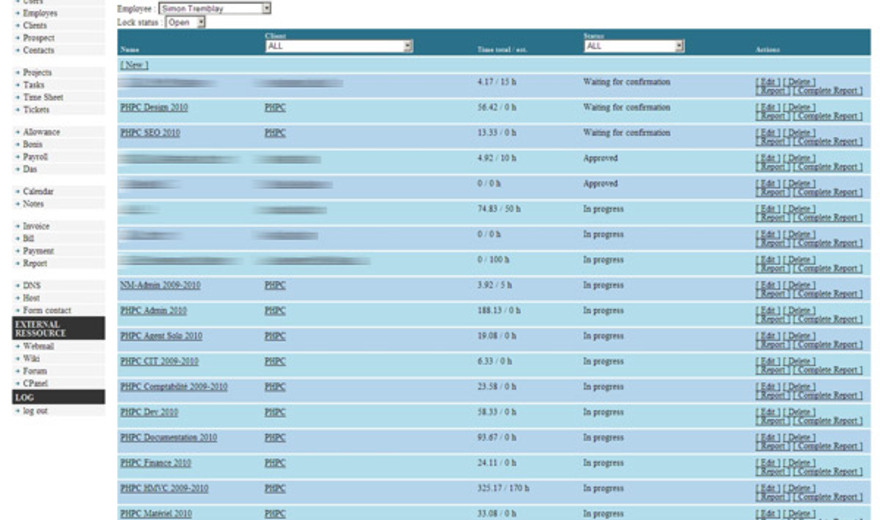 Users
Employes
Clients
Prospect
Contacts
Projects
Tasks
Time Sheet
Tickets
Allowance
Bonis
Payroll
Das
Calendar
Notes
Invoice
Bill
Payment
Report
DNS
Host
Form contact
EXTERNAL
RESSOURCE
Webmail
Wiki
Forum
CPanel
LOG
log out
Employee : Simon Tremblay
Lock status : Open
Name Client ALL Time total / est. Status ALL Actions
[ New ]
4.17 / 15 h Waiting for confirmation [ Edit ] [ Delete ]
[ Report ] [ Complete Report ]
PHPC Design 2010 PHPC 56.42 / 0 h Waiting for confirmation [ Edit ] [ Delete ]
[ Report ] [ Complete Report ]
PHPC SEO 2010 PHPC 13.33 / 0 h Waiting for confirmation [ Edit ] [ Delete ]
[ Report ] [ Complete Report ]
4.92 / 10 h Approved [ Edit ] [ Delete ]
[ Report ] [ Complete Report ]
0 / 0 h Approved [ Edit ] [ Delete ]
[ Report ] [ Complete Report ]
74.83 / 50 h In progress [ Edit ] [ Delete ]
[ Report ] [ Complete Report ]
0 / 0 h In progress [ Edit ] [ Delete ]
[ Report ] [ Complete Report ]
0 / 100 h In progress [ Edit ] [ Delete ]
[ Report ] [ Complete Report ]
NM-Admin 2009-2010 PHPC 3.92 / 5 h In progress [ Edit ] [ Delete ]
[ Report ] [ Complete Report ]
PHPC Admin 2010 PHPC 188.13 / 0 h In progress [ Edit ] [ Delete ]
[ Report ] [ Complete Report ]
PHPC Agent Solo 2010 PHPC 19.08 / 0 h In progress [ Edit ] [ Delete ]
[ Report ] [ Complete Report ]
PHPC CIT 2009-2010 PHPC 6.33 / 0 h In progress [ Edit ] [ Delete ]
[ Report ] [ Complete Report ]
PHPC Comptabilité 2009-2010 PHPC 23.58 / 0 h In progress [ Edit ] [ Delete ]
[ Report ] [ Complete Report ]
PHPC Dev 2010 PHPC 58.33 / 0 h In progress [ Edit ] [ Delete ]
[ Report ] [ Complete Report ]
PHPC Documentation 2010 PHPC 93.67 / 0 h In progress [ Edit ] [ Delete ]
[ Report ] [ Complete Report ]
PHPC Finance 2010 PHPC 24.11 / 0 h In progress [ Edit ] [ Delete ]
[ Report ] [ Complete Report ]
PHPC HMVC 2009-2010 PHPC 325.17 / 170 h In progress [ Edit ] [ Delete ]
[ Report ] [ Complete Report ]
PHPC Matériel 2010 PHPC 33.08 / 0 h In progress [ Edit ] [ Delete ]
[ Report ] [ Complete Report ]